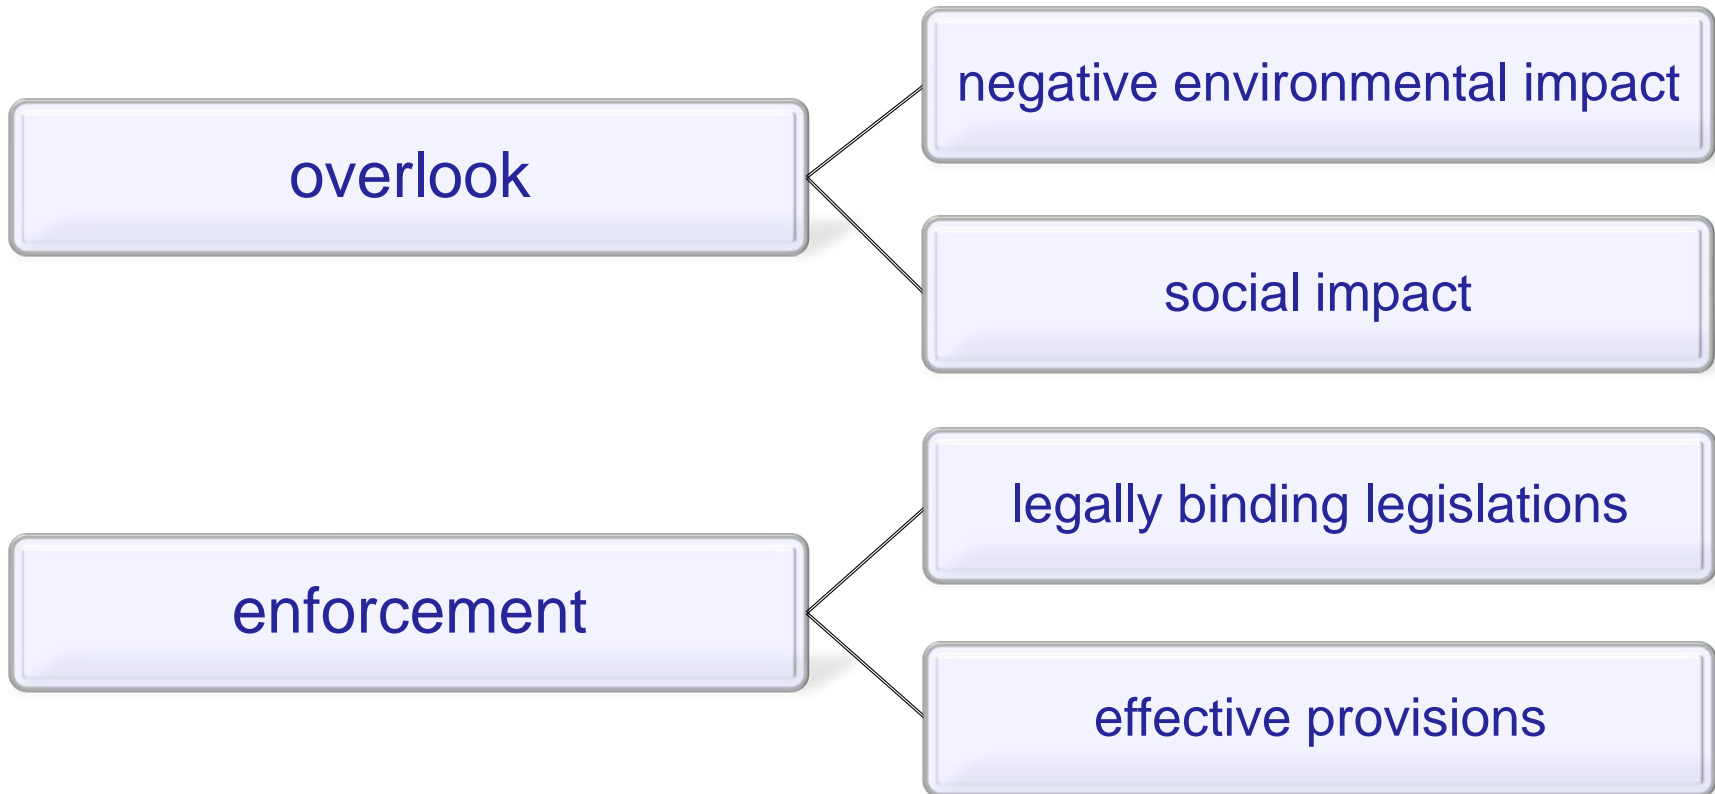 overlook
negative environmental impact
social impact
enforcement
legally binding legislations
effective provisions